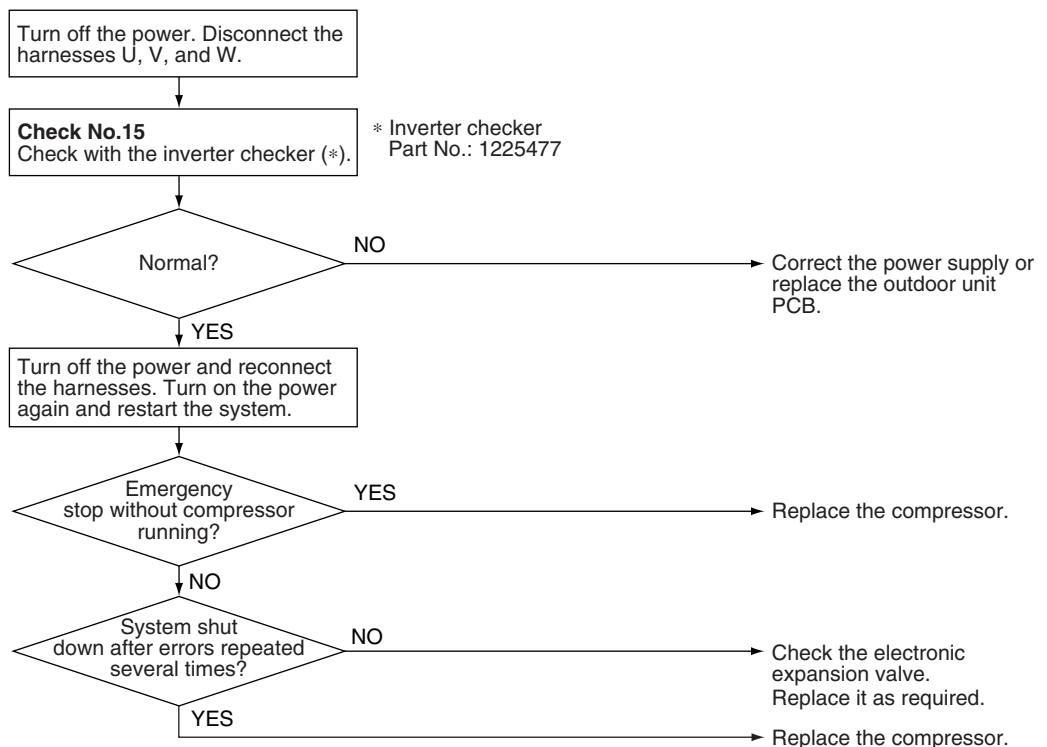 Turn off the power. Disconnect the
harnesses U, V, and W.
Check No.15
Check with the inverter checker (*).
* Inverter checker
Part No.: 1225477
Normal?
NO
Correct the power supply or
replace the outdoor unit
PCB.
YES
Turn off the power and reconnect
the harnesses. Turn on the power
again and restart the system.
Emergency
stop without compressor
running?
YES
Replace the compressor.
NO
System shut
down after errors repeated
several times?
NO
Check the electronic
expansion valve.
Replace it as required.
YES
Replace the compressor.